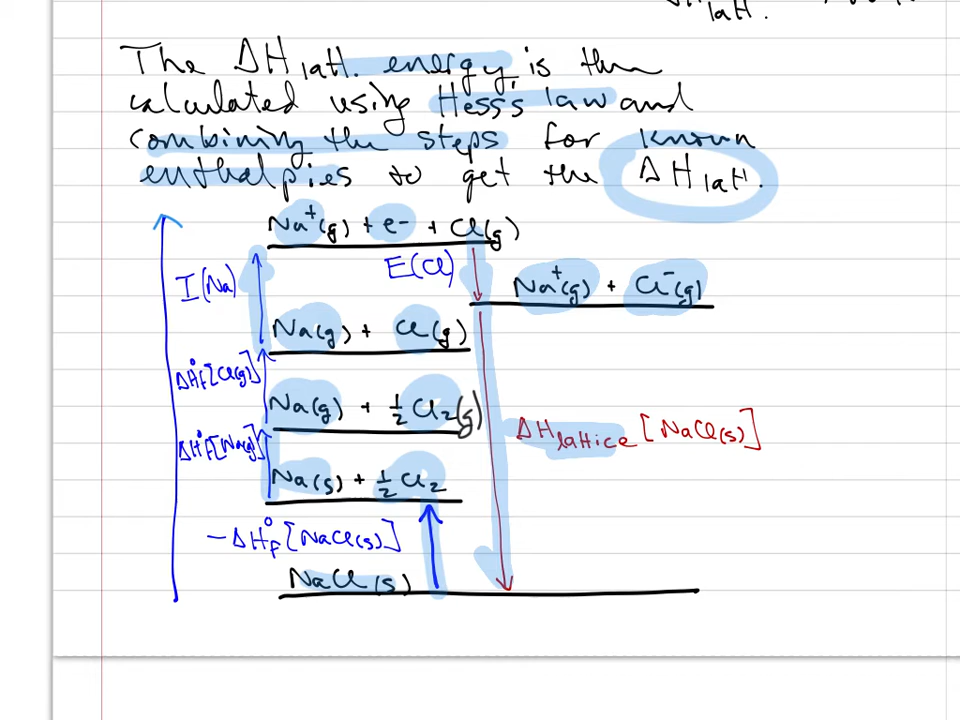 ΔH latt.
The ΔH latt. energy is then
calculated using Hess's law and
combining the steps for known
enthalpies to get the ΔH latt.
Na⁺(g) + e⁻ + Cl(g)
I(Na)
E(Cl)
Na⁺(g) + Cl⁻(g)
Na(g) + Cl(g)
ΔH°f[Cl(g)]
Na(g) + ½Cl₂(g)
ΔH lattice [NaCl(s)]
ΔH°f[Na(g)]
Na(s) + ½Cl₂
-ΔH°f[NaCl(s)]
NaCl(s)